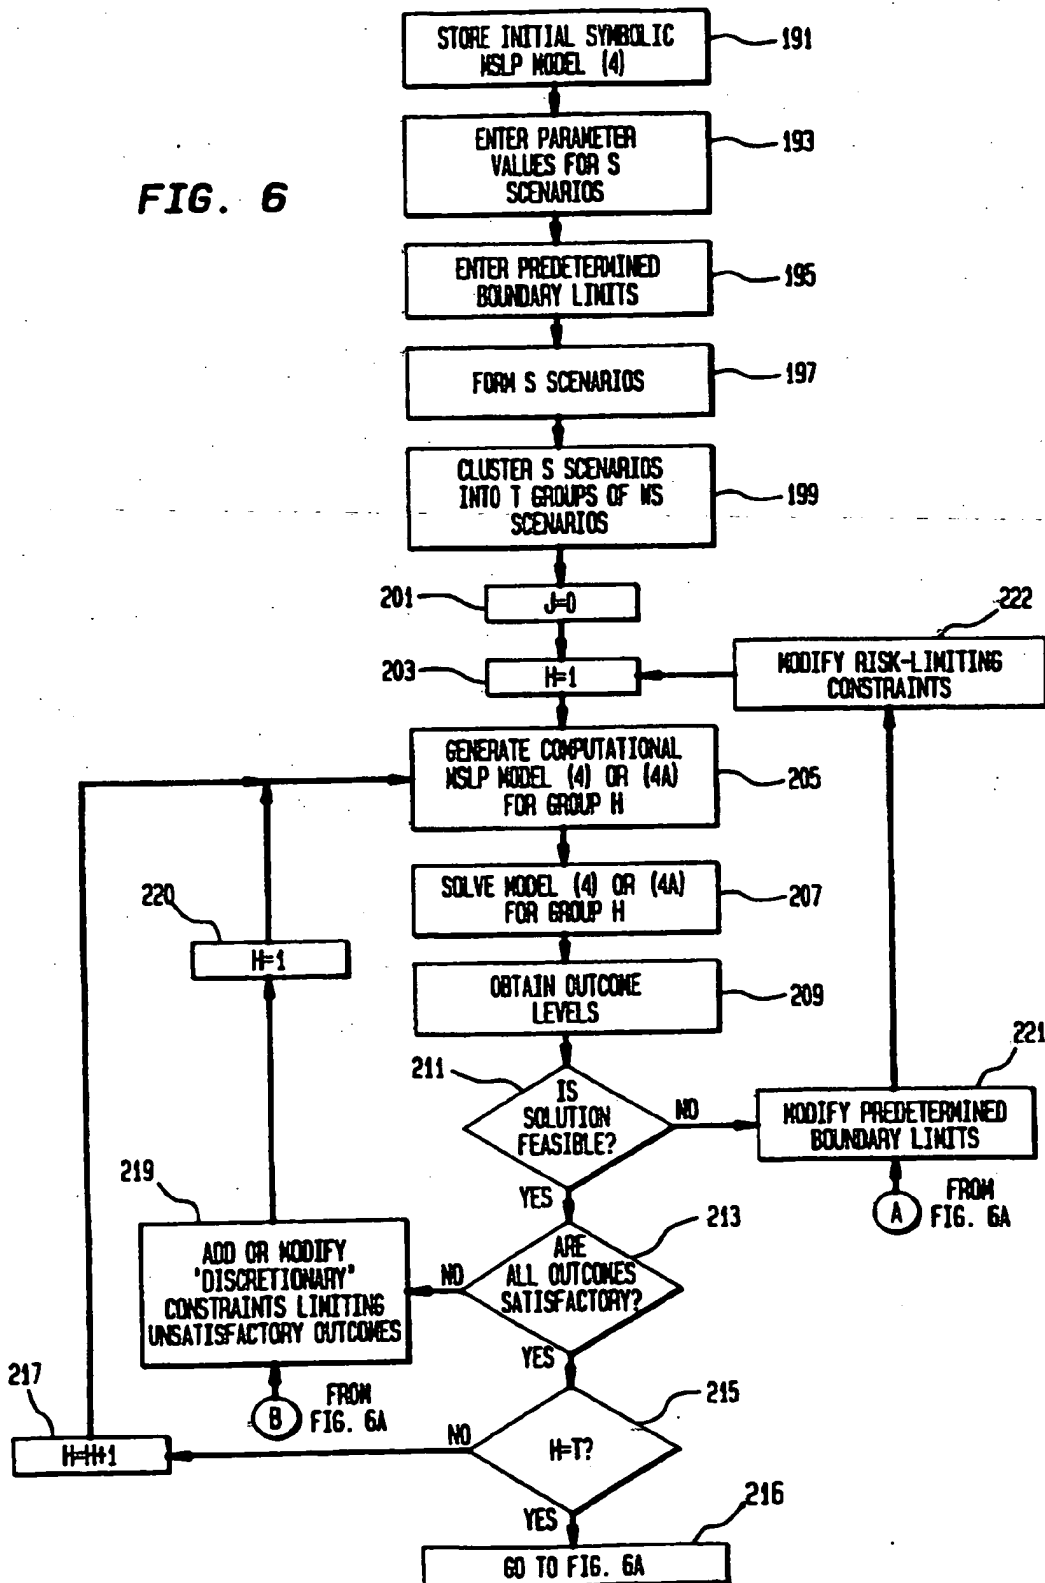 FIG. 6
STORE INITIAL SYMBOLIC
MSLP MODEL (4)
191
ENTER PARAMETER
VALUES FOR S
SCENARIOS
193
ENTER PREDETERMINED
BOUNDARY LIMITS
195
FORM S SCENARIOS
197
CLUSTER S SCENARIOS
INTO T GROUPS OF WS
SCENARIOS
199
201
J=0
203
H=1
222
MODIFY RISK-LIMITING
CONSTRAINTS
GENERATE COMPUTATIONAL
MSLP MODEL (4) OR (4A)
FOR GROUP H
205
SOLVE MODEL (4) OR (4A)
FOR GROUP H
207
220
H=1
OBTAIN OUTCOME
LEVELS
209
211
IS
SOLUTION
FEASIBLE?
NO
YES
221
MODIFY PREDETERMINED
BOUNDARY LIMITS
A
FROM
FIG. 6A
219
ADD OR MODIFY
"DISCRETIONARY"
CONSTRAINTS LIMITING
UNSATISFACTORY OUTCOMES
NO
213
ARE
ALL OUTCOMES
SATISFACTORY?
YES
B
FROM
FIG. 6A
217
H=H+1
NO
215
H=T?
YES
216
GO TO FIG. 6A